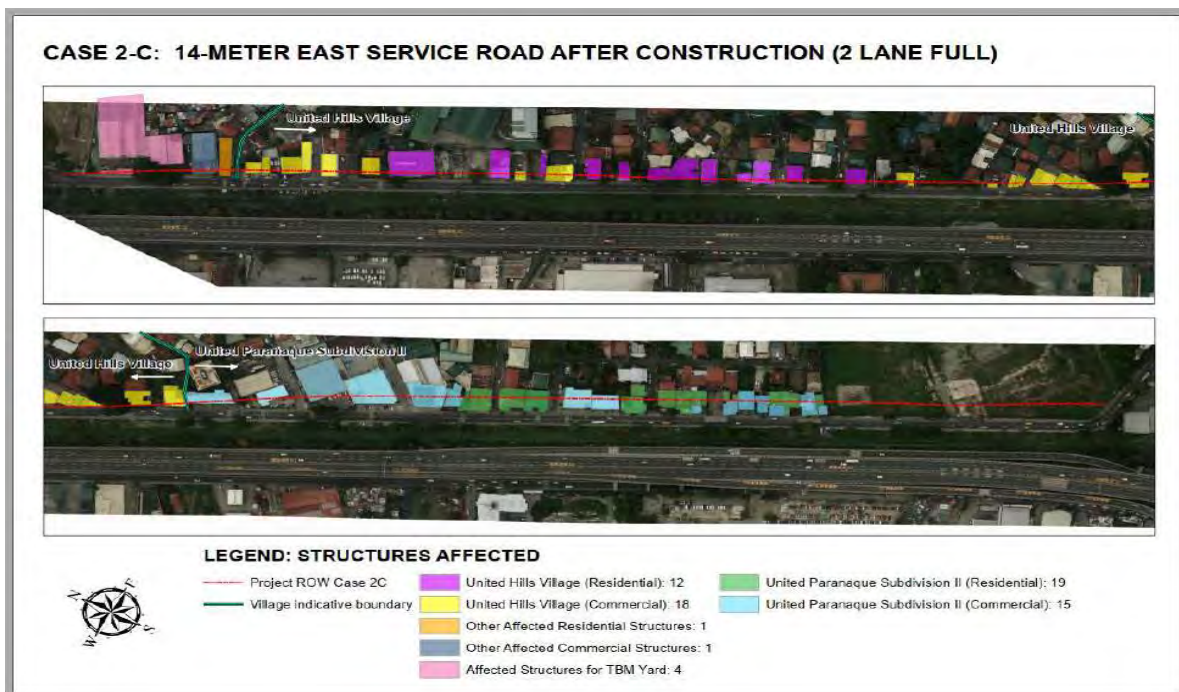 CASE 2-C: 14-METER EAST SERVICE ROAD AFTER CONSTRUCTION (2 LANE FULL)
United Hills Village
United Hills Village
United Hills Village
United Paranaque Subdivision II
LEGEND: STRUCTURES AFFECTED
Project ROW Case 2C
Village indicative boundary
United Hills Village (Residential): 12
United Hills Village (Commercial): 18
Other Affected Residential Structures: 1
Other Affected Commercial Structures: 1
Affected Structures for TBM Yard: 4
United Paranaque Subdivision II (Residential): 19
United Paranaque Subdivision II (Commercial): 15
N
E
W
S